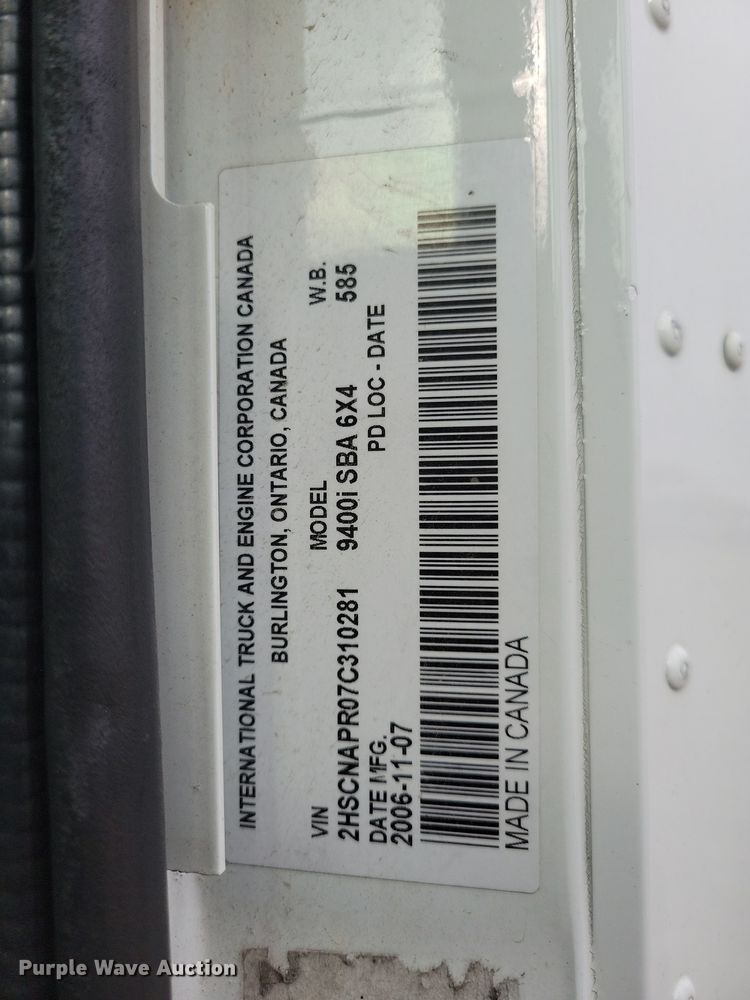 INTERNATIONAL TRUCK AND ENGINE CORPORATION CANADA
BURLINGTON, ONTARIO, CANADA
VIN MODEL W.B.
2HSCNAPR07C310281 9400i SBA 6X4 585
DATE MFG. PD LOC - DATE
2006-11-07
MADE IN CANADA
Purple Wave Auction